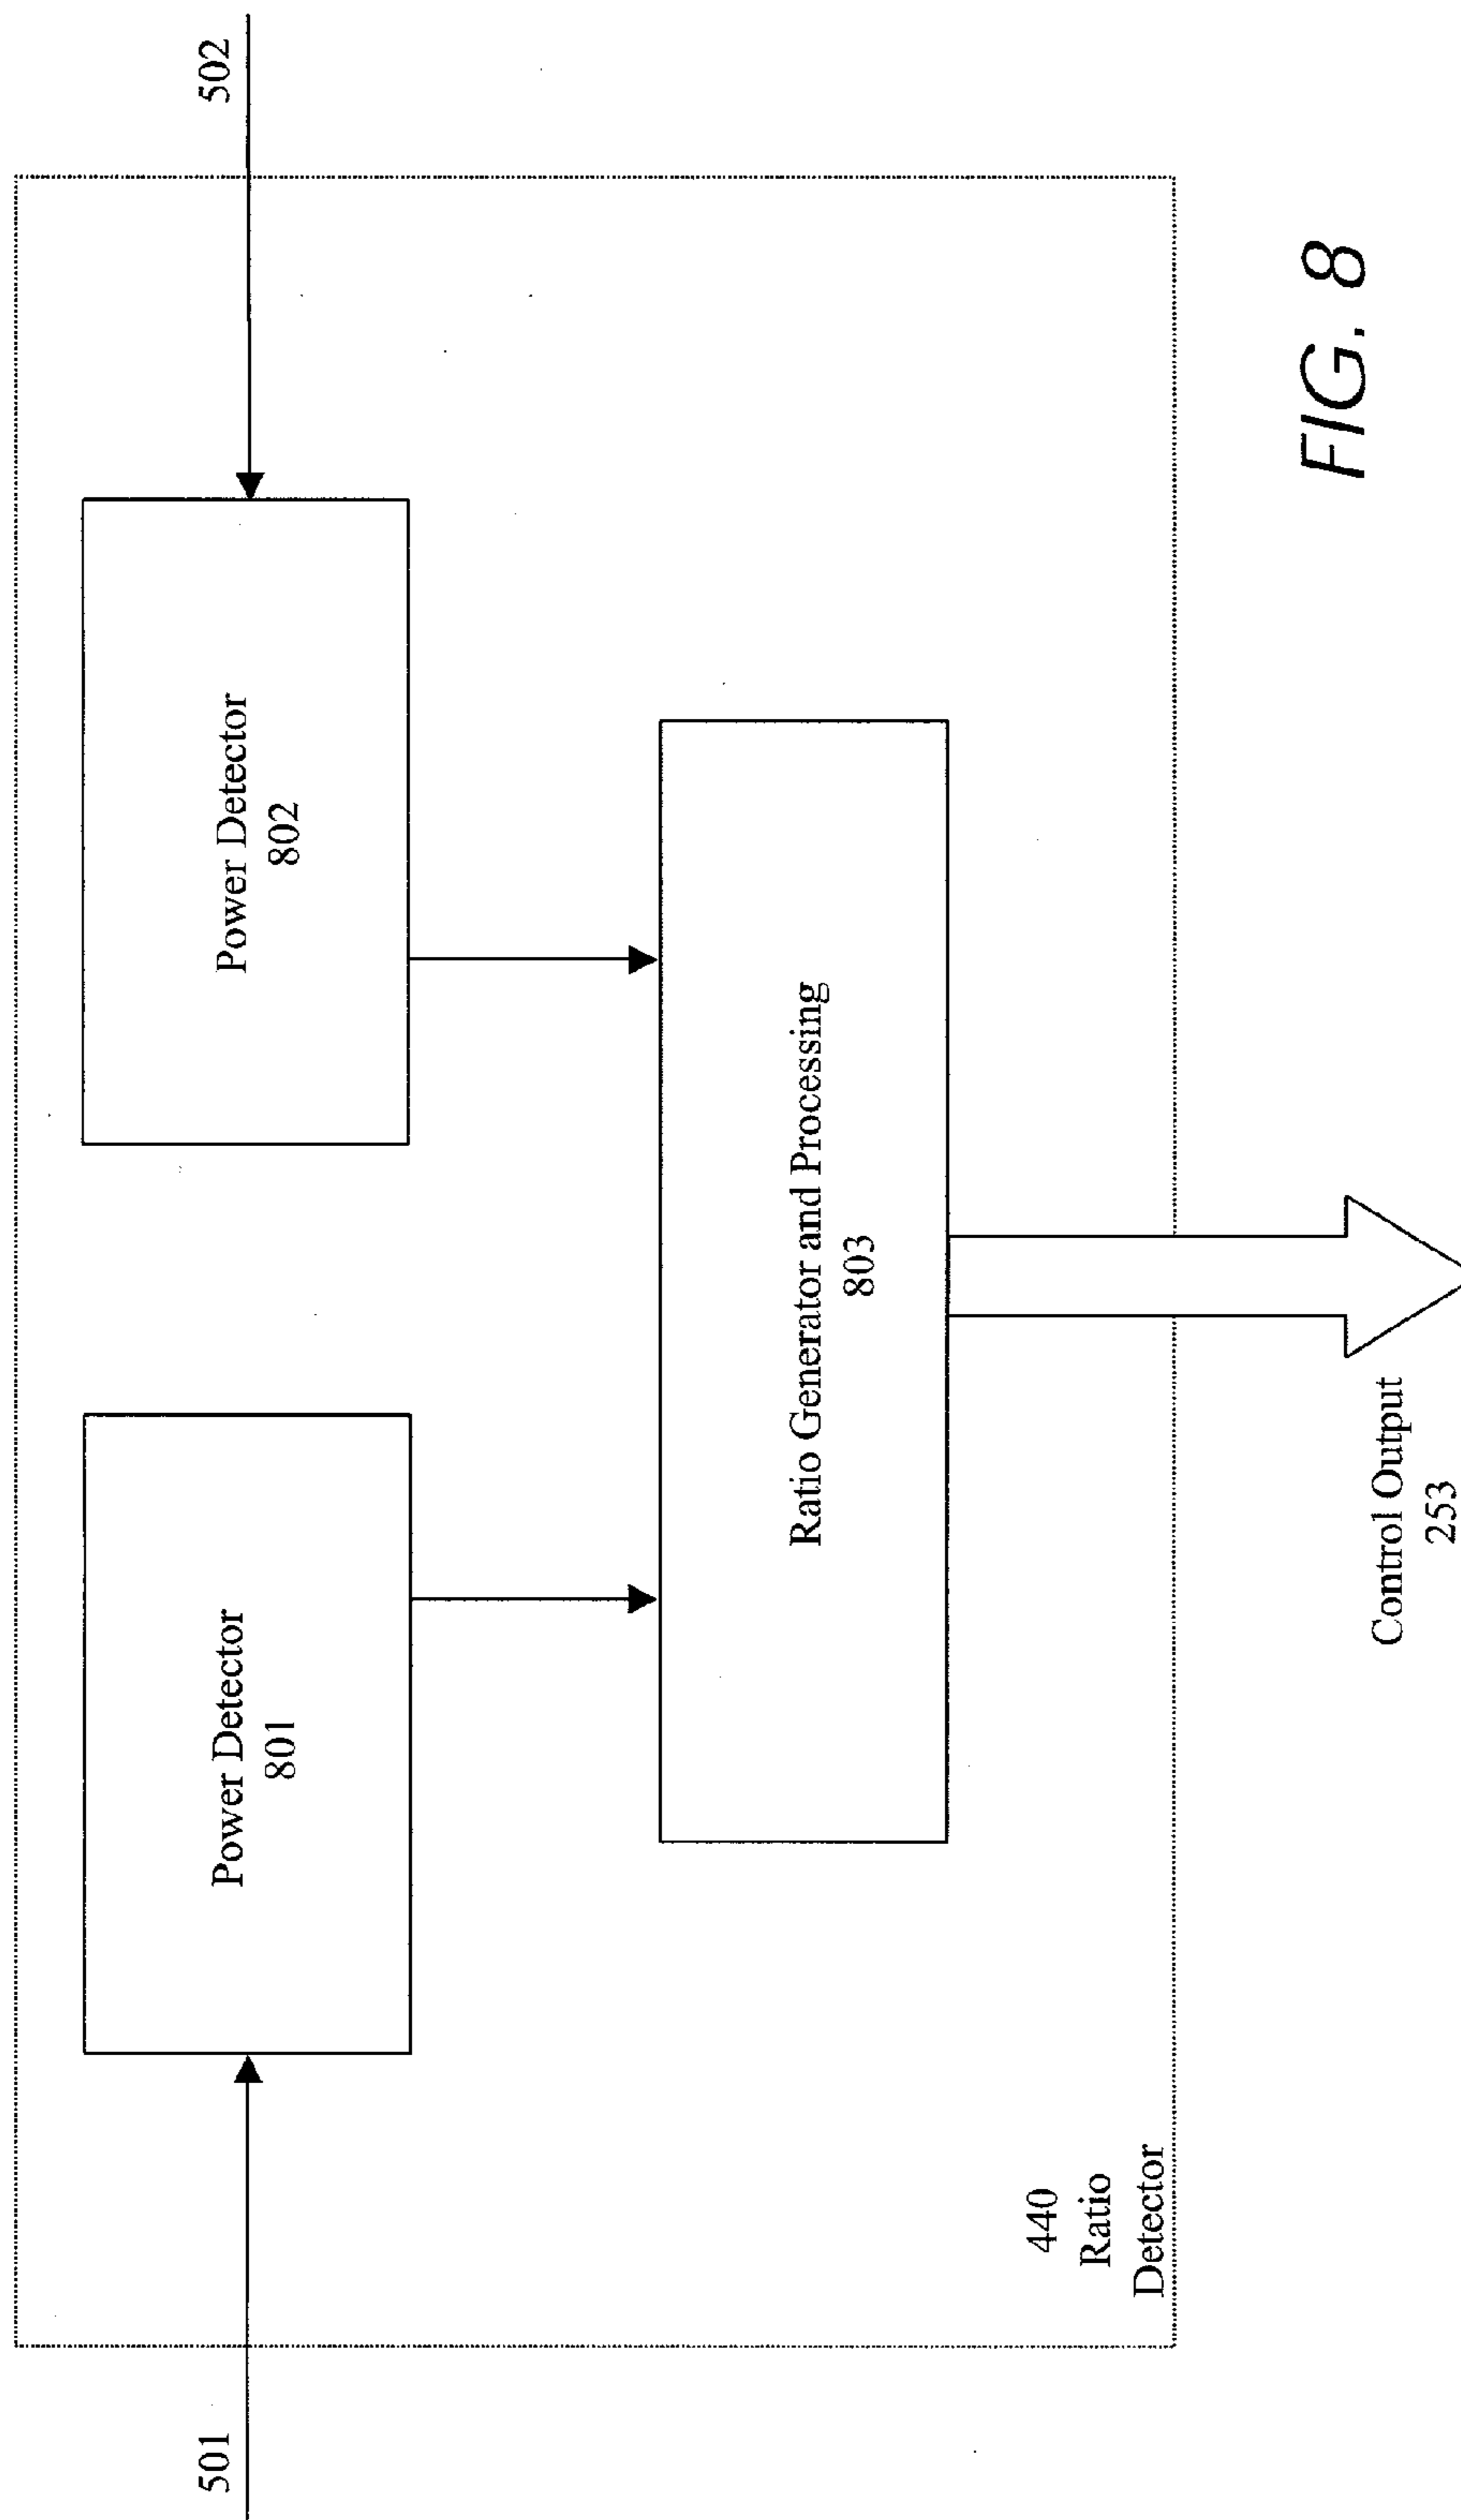 501
502
Power Detector
801
Power Detector
802
Ratio Generator and Processing
803
440
Ratio
Detector
Control Output
253
FIG. 8